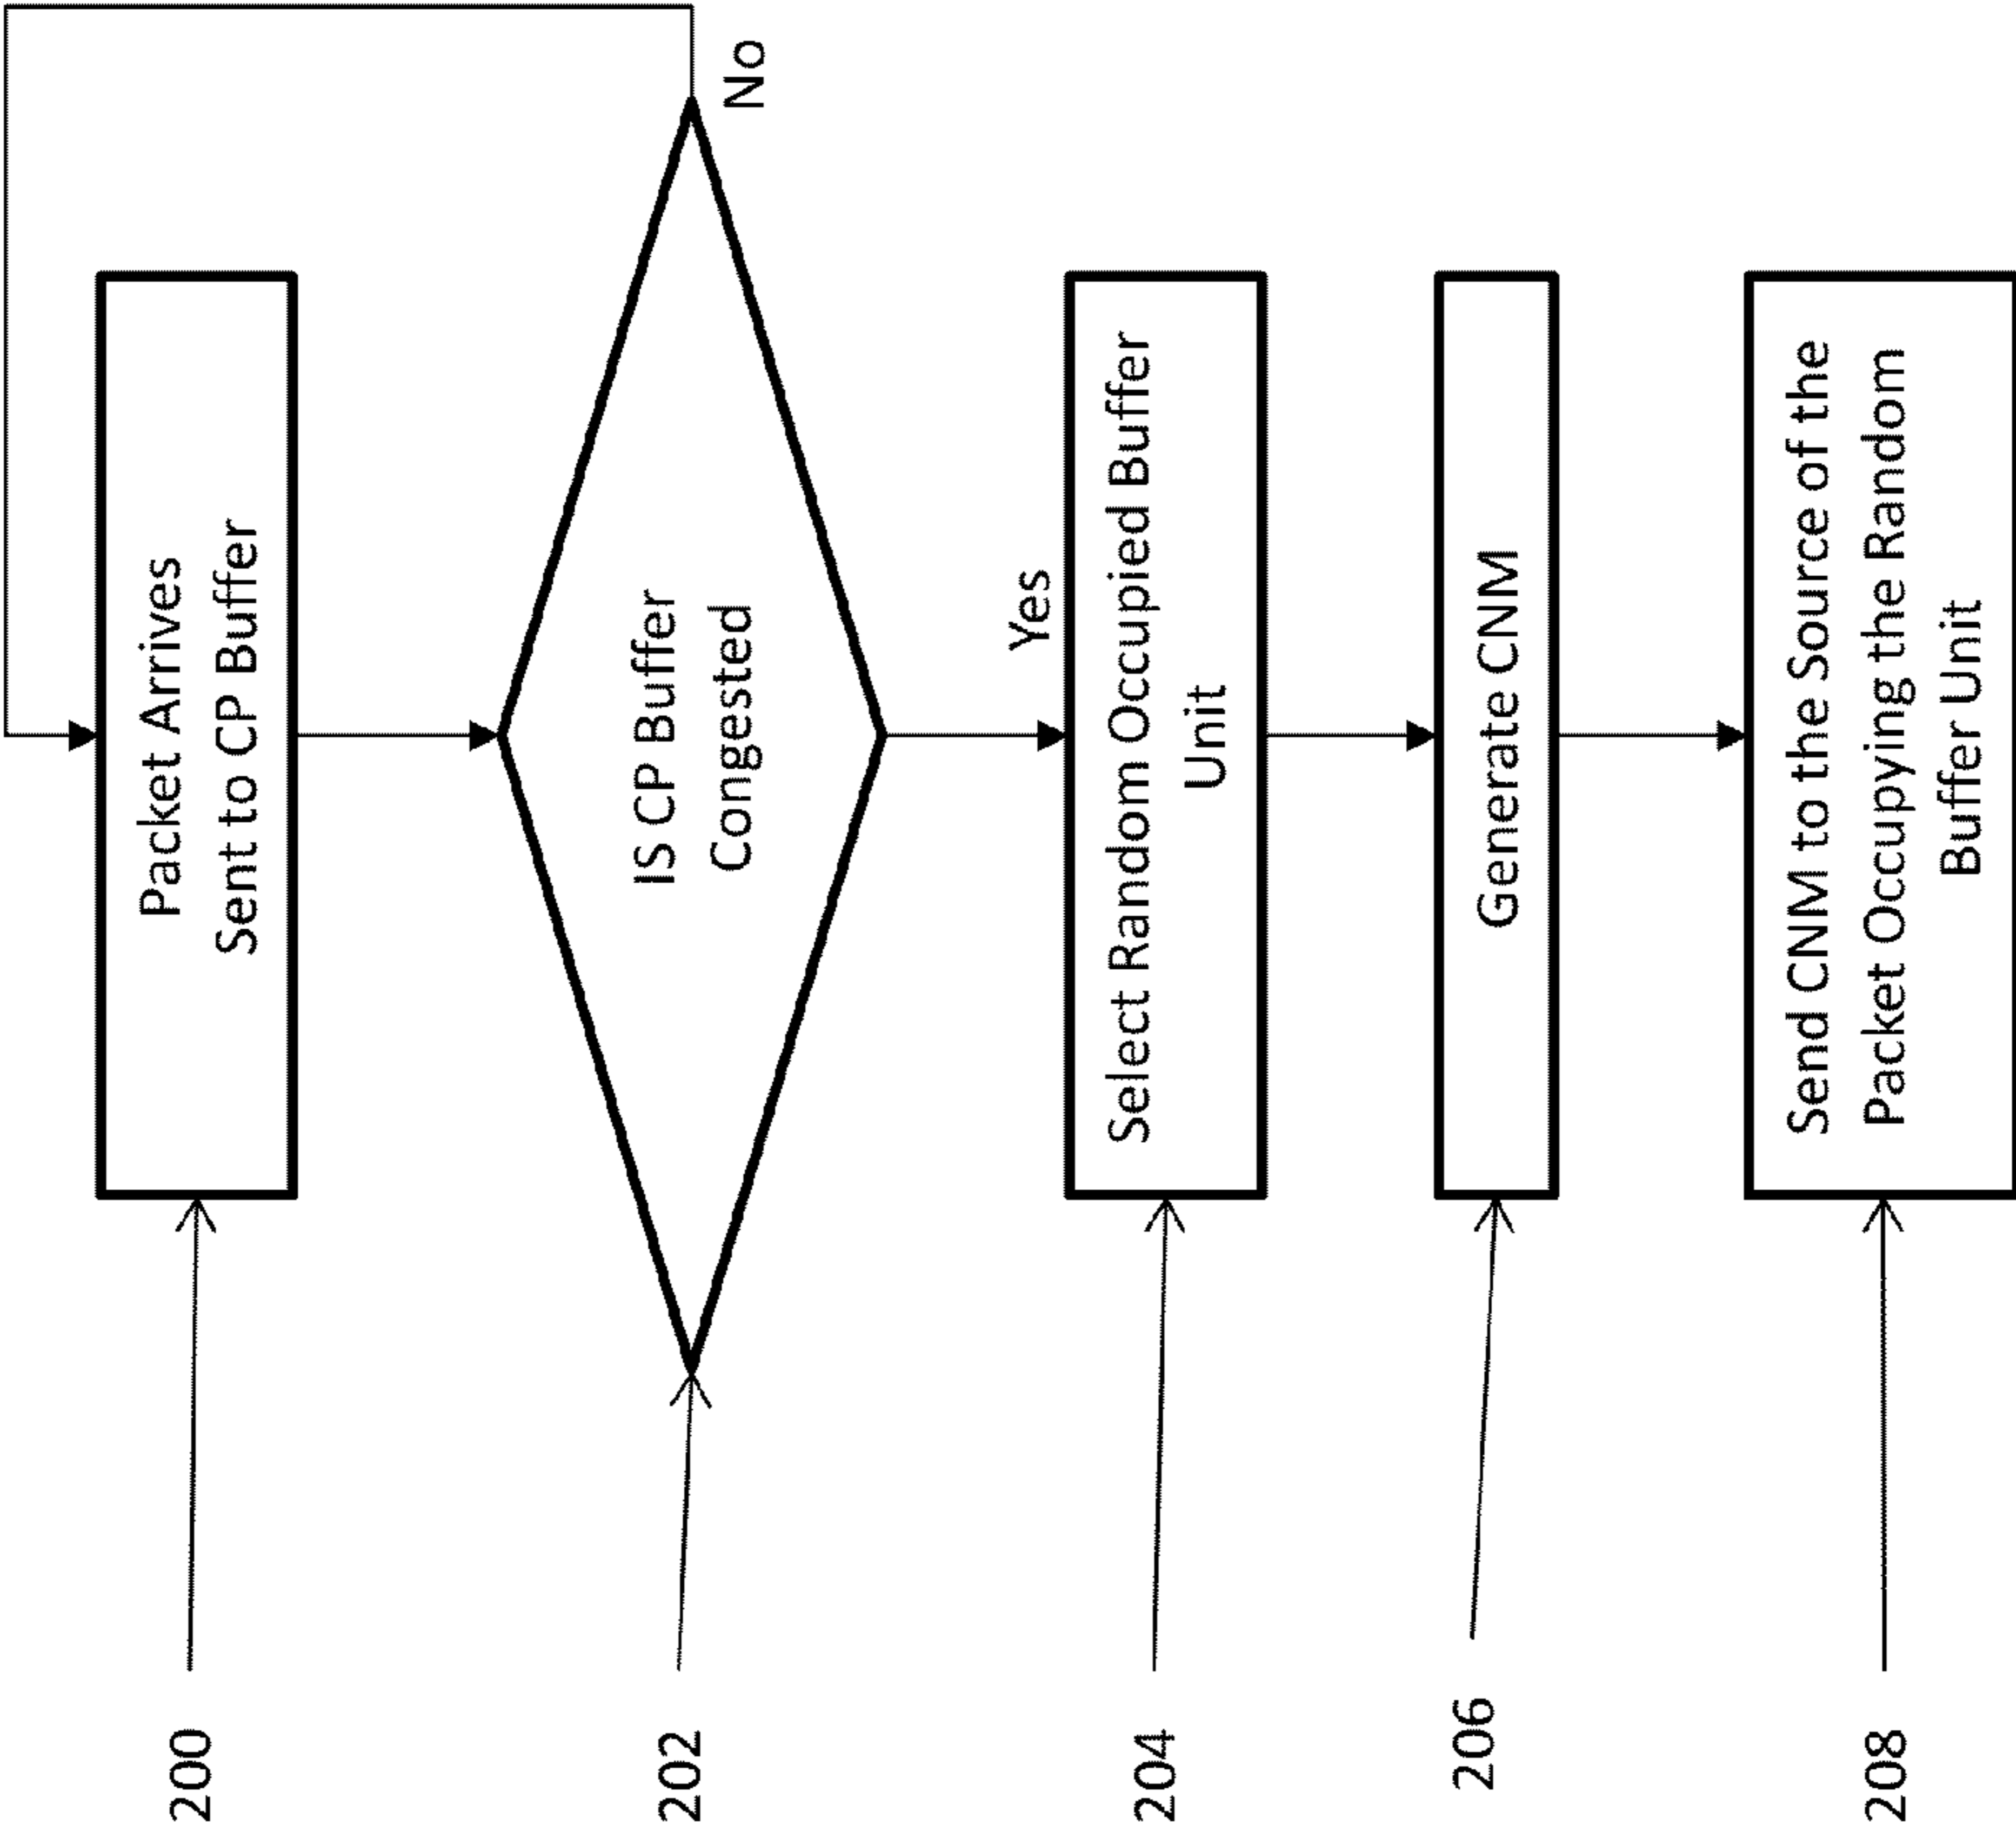 200
Packet Arrives
Sent to CP Buffer
202
IS CP Buffer
Congested
No
Yes
204
Select Random Occupied Buffer
Unit
206
Generate CNM
208
Send CNM to the Source of the
Packet Occupying the Random
Buffer Unit